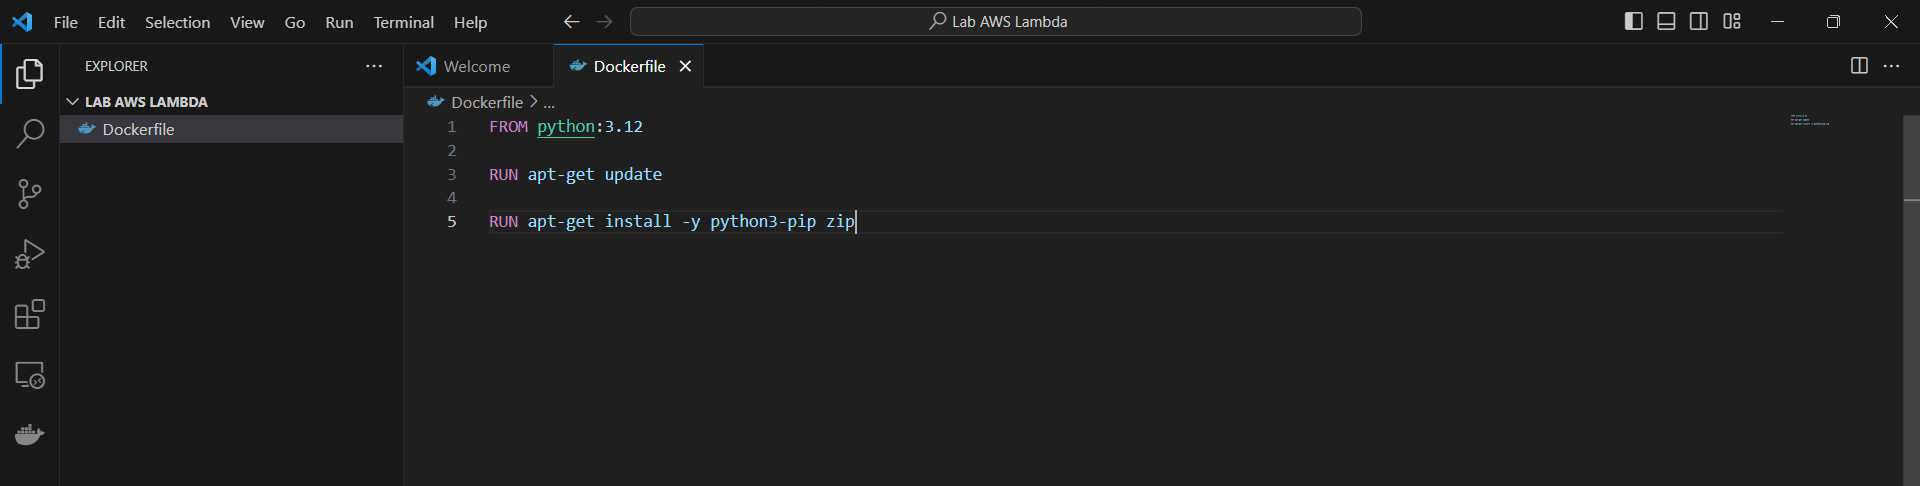 File Edit Selection View Go Run Terminal Help
Lab AWS Lambda
EXPLORER
LAB AWS LAMBDA
Dockerfile
Welcome
Dockerfile
Dockerfile > ...
1 FROM python:3.12
2
3 RUN apt-get update
4
5 RUN apt-get install -y python3-pip zip